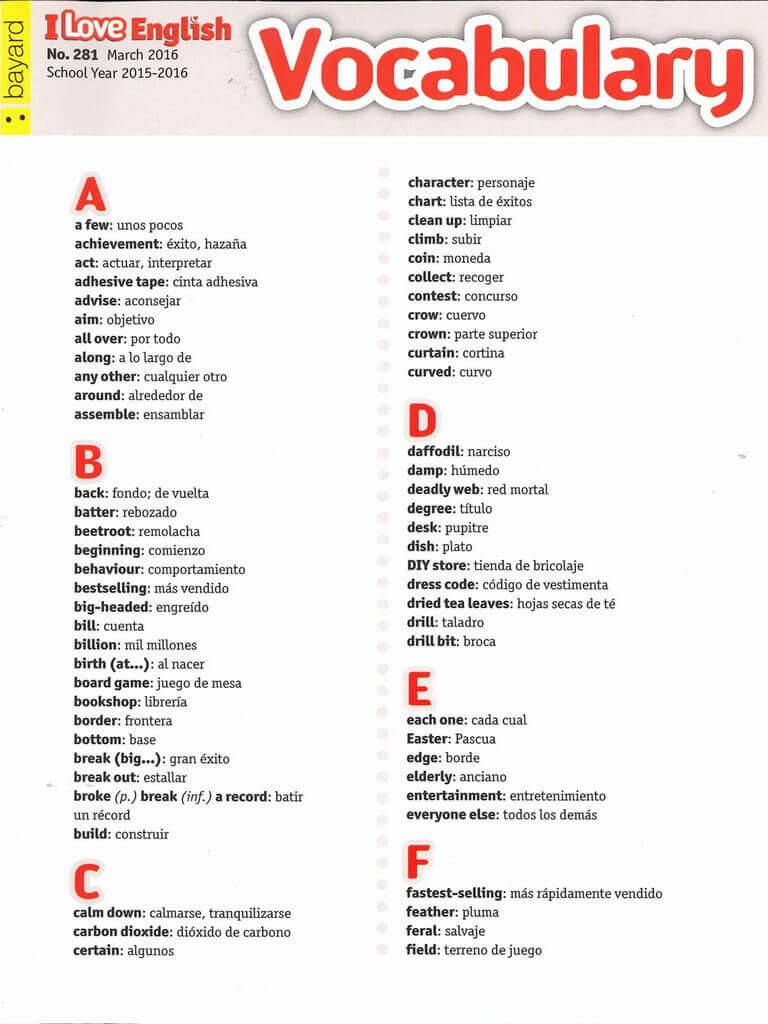 bayard
I Love English
No. 281 March 2016
School Year 2015-2016
Vocabulary
A
a few: unos pocos
achievement: éxito, hazaña
act: actuar, interpretar
adhesive tape: cinta adhesiva
advise: aconsejar
aim: objetivo
all over: por todo
along: a lo largo de
any other: cualquier otro
around: alrededor de
assemble: ensamblar
B
back: fondo; de vuelta
batter: rebozado
beetroot: remolacha
beginning: comienzo
behaviour: comportamiento
bestselling: más vendido
big-headed: engreído
bill: cuenta
billion: mil millones
birth (at...): al nacer
board game: juego de mesa
bookshop: librería
border: frontera
bottom: base
break (big...): gran éxito
break out: estallar
broke (p.) break (inf.) a record: batir
un récord
build: construir
C
calm down: calmarse, tranquilizarse
carbon dioxide: dióxido de carbono
certain: algunos
character: personaje
chart: lista de éxitos
clean up: limpiar
climb: subir
coin: moneda
collect: recoger
contest: concurso
crow: cuervo
crown: parte superior
curtain: cortina
curved: curvo
D
daffodil: narciso
damp: húmedo
deadly web: red mortal
degree: título
desk: pupitre
dish: plato
DIY store: tienda de bricolaje
dress code: código de vestimenta
dried tea leaves: hojas secas de té
drill: taladro
drill bit: broca
E
each one: cada cual
Easter: Pascua
edge: borde
elderly: anciano
entertainment: entretenimiento
everyone else: todos los demás
F
fastest-selling: más rápidamente vendido
feather: pluma
feral: salvaje
field: terreno de juego